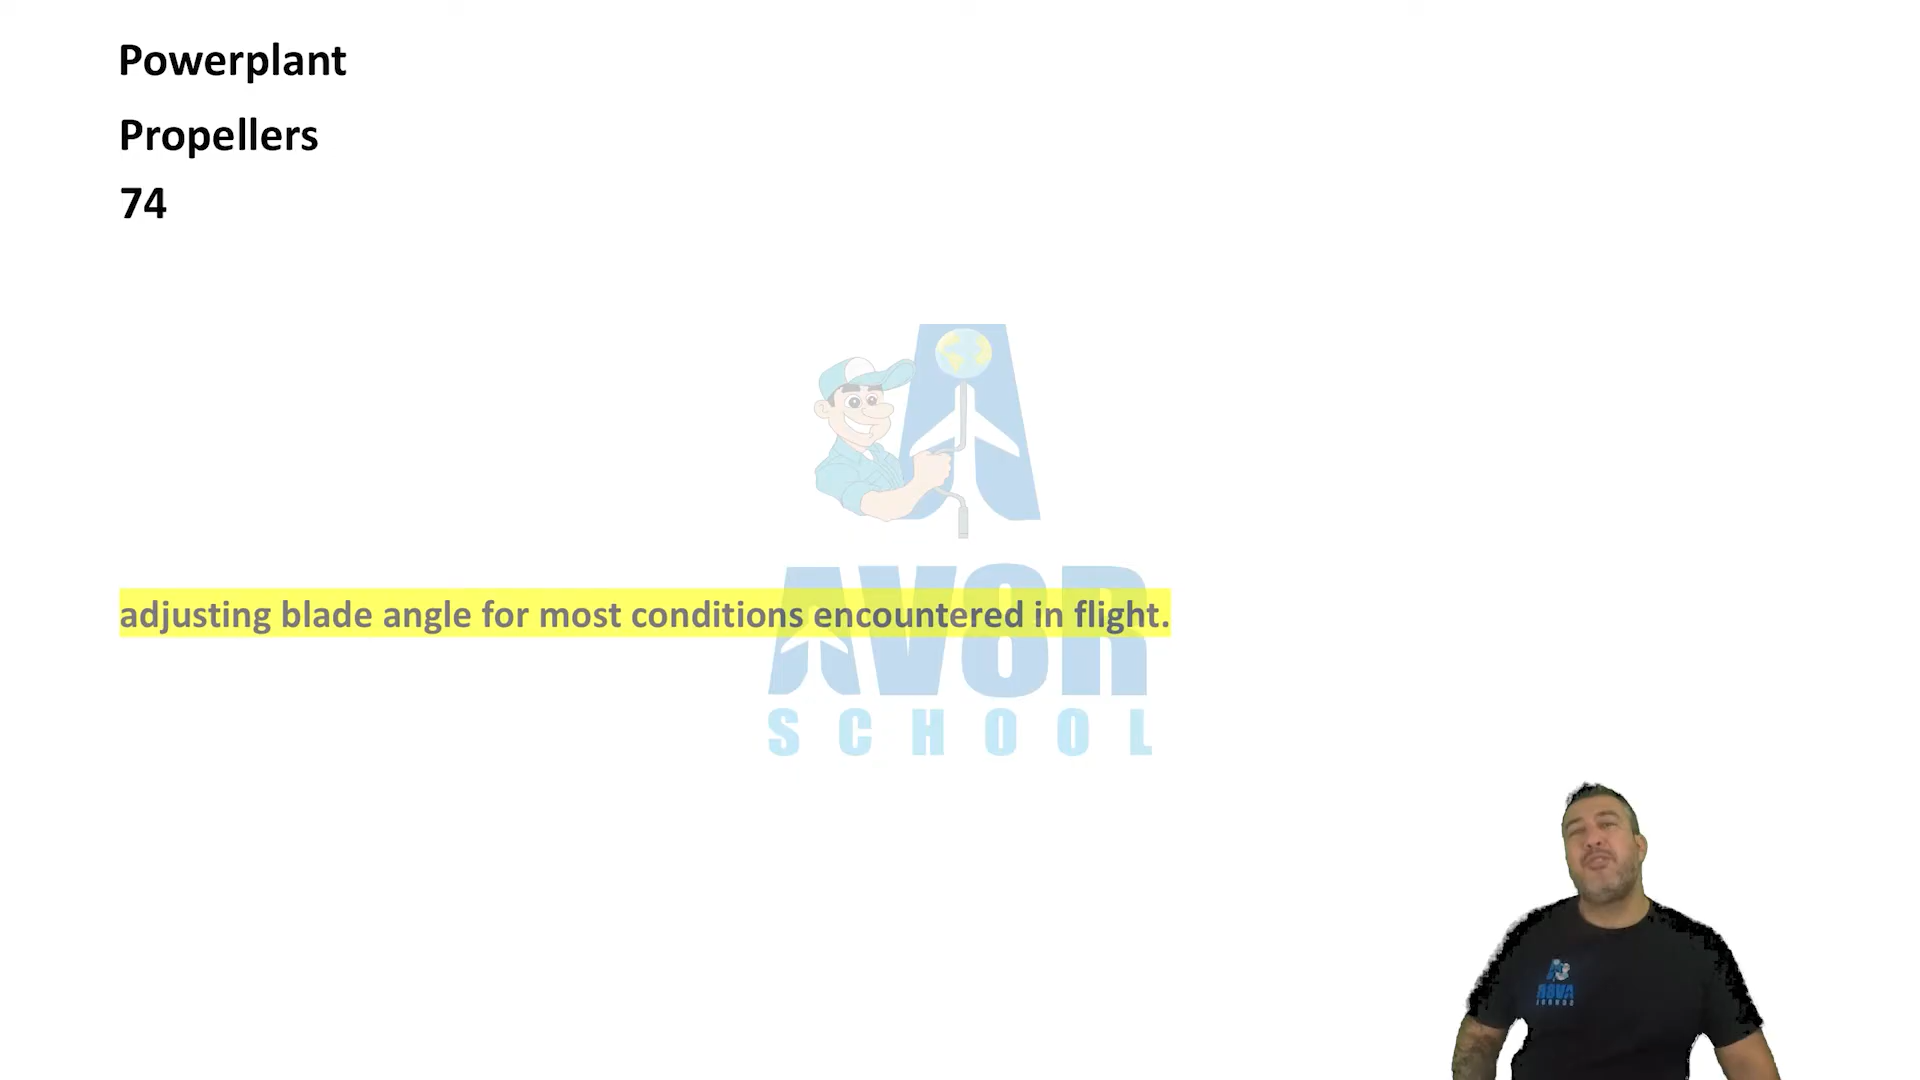 Powerplant
Propellers
74
adjusting blade angle for most conditions encountered in flight.
AV8R
SCHOOL